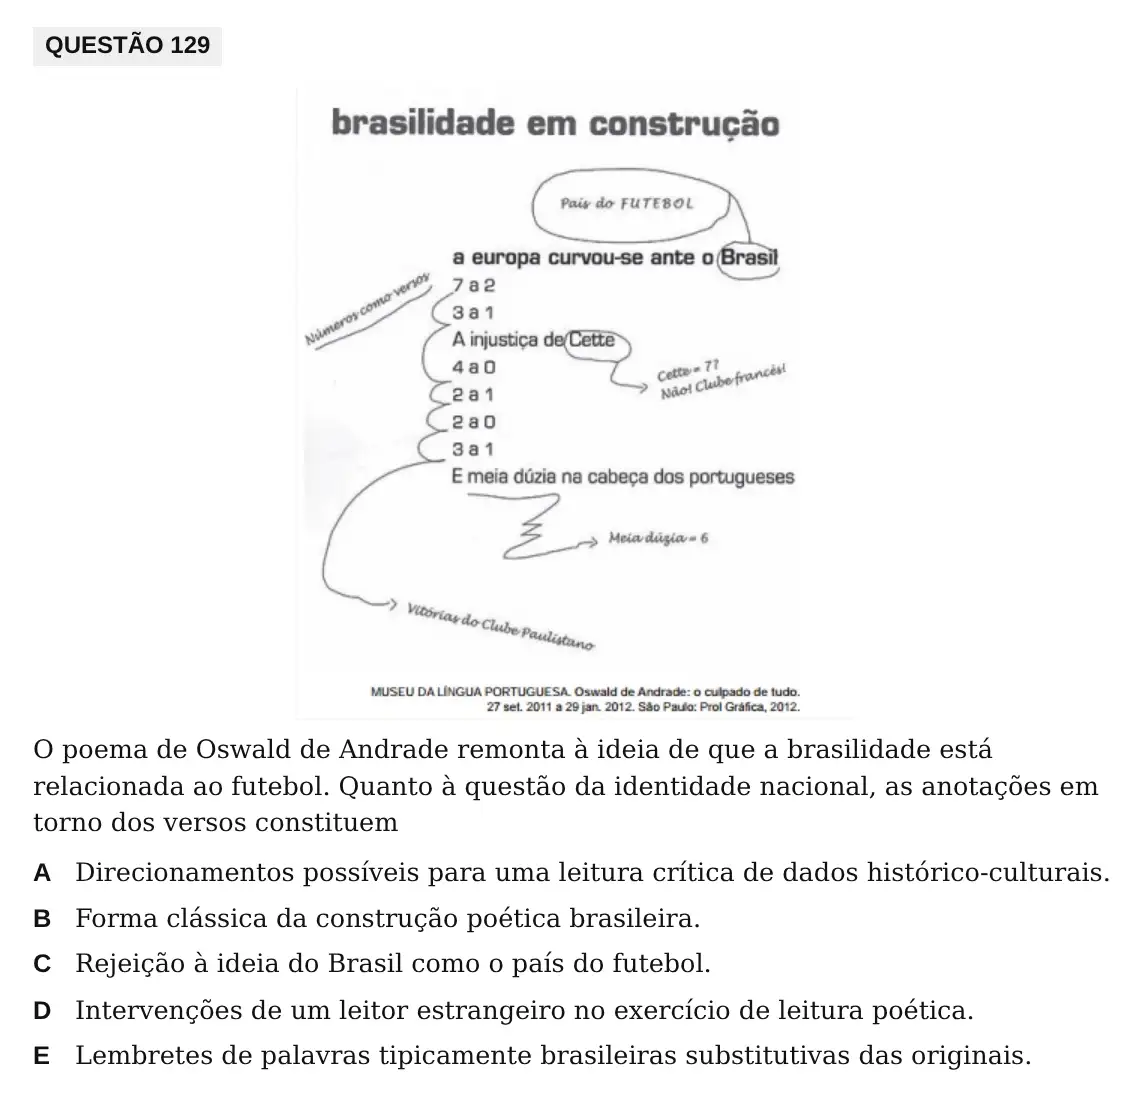 QUESTÃO 129
brasilidade em construção
País do FUTEBOL
a europa curvou-se ante o Brasil
7 a 2
Números como versos
3 a 1
A injustiça de Cette
4 a 0
Cette = ??
Não! Clube francês!
2 a 1
2 a 0
3 a 1
E meia dúzia na cabeça dos portugueses
Meia dúzia = 6
Vitórias do Clube Paulistano
MUSEU DA LÍNGUA PORTUGUESA. Oswald de Andrade: o culpado de tudo.
27 set. 2011 a 29 jan. 2012. São Paulo: Prol Gráfica, 2012.
O poema de Oswald de Andrade remonta à ideia de que a brasilidade está
relacionada ao futebol. Quanto à questão da identidade nacional, as anotações em
torno dos versos constituem
A Direcionamentos possíveis para uma leitura crítica de dados histórico-culturais.
B Forma clássica da construção poética brasileira.
C Rejeição à ideia do Brasil como o país do futebol.
D Intervenções de um leitor estrangeiro no exercício de leitura poética.
E Lembretes de palavras tipicamente brasileiras substitutivas das originais.